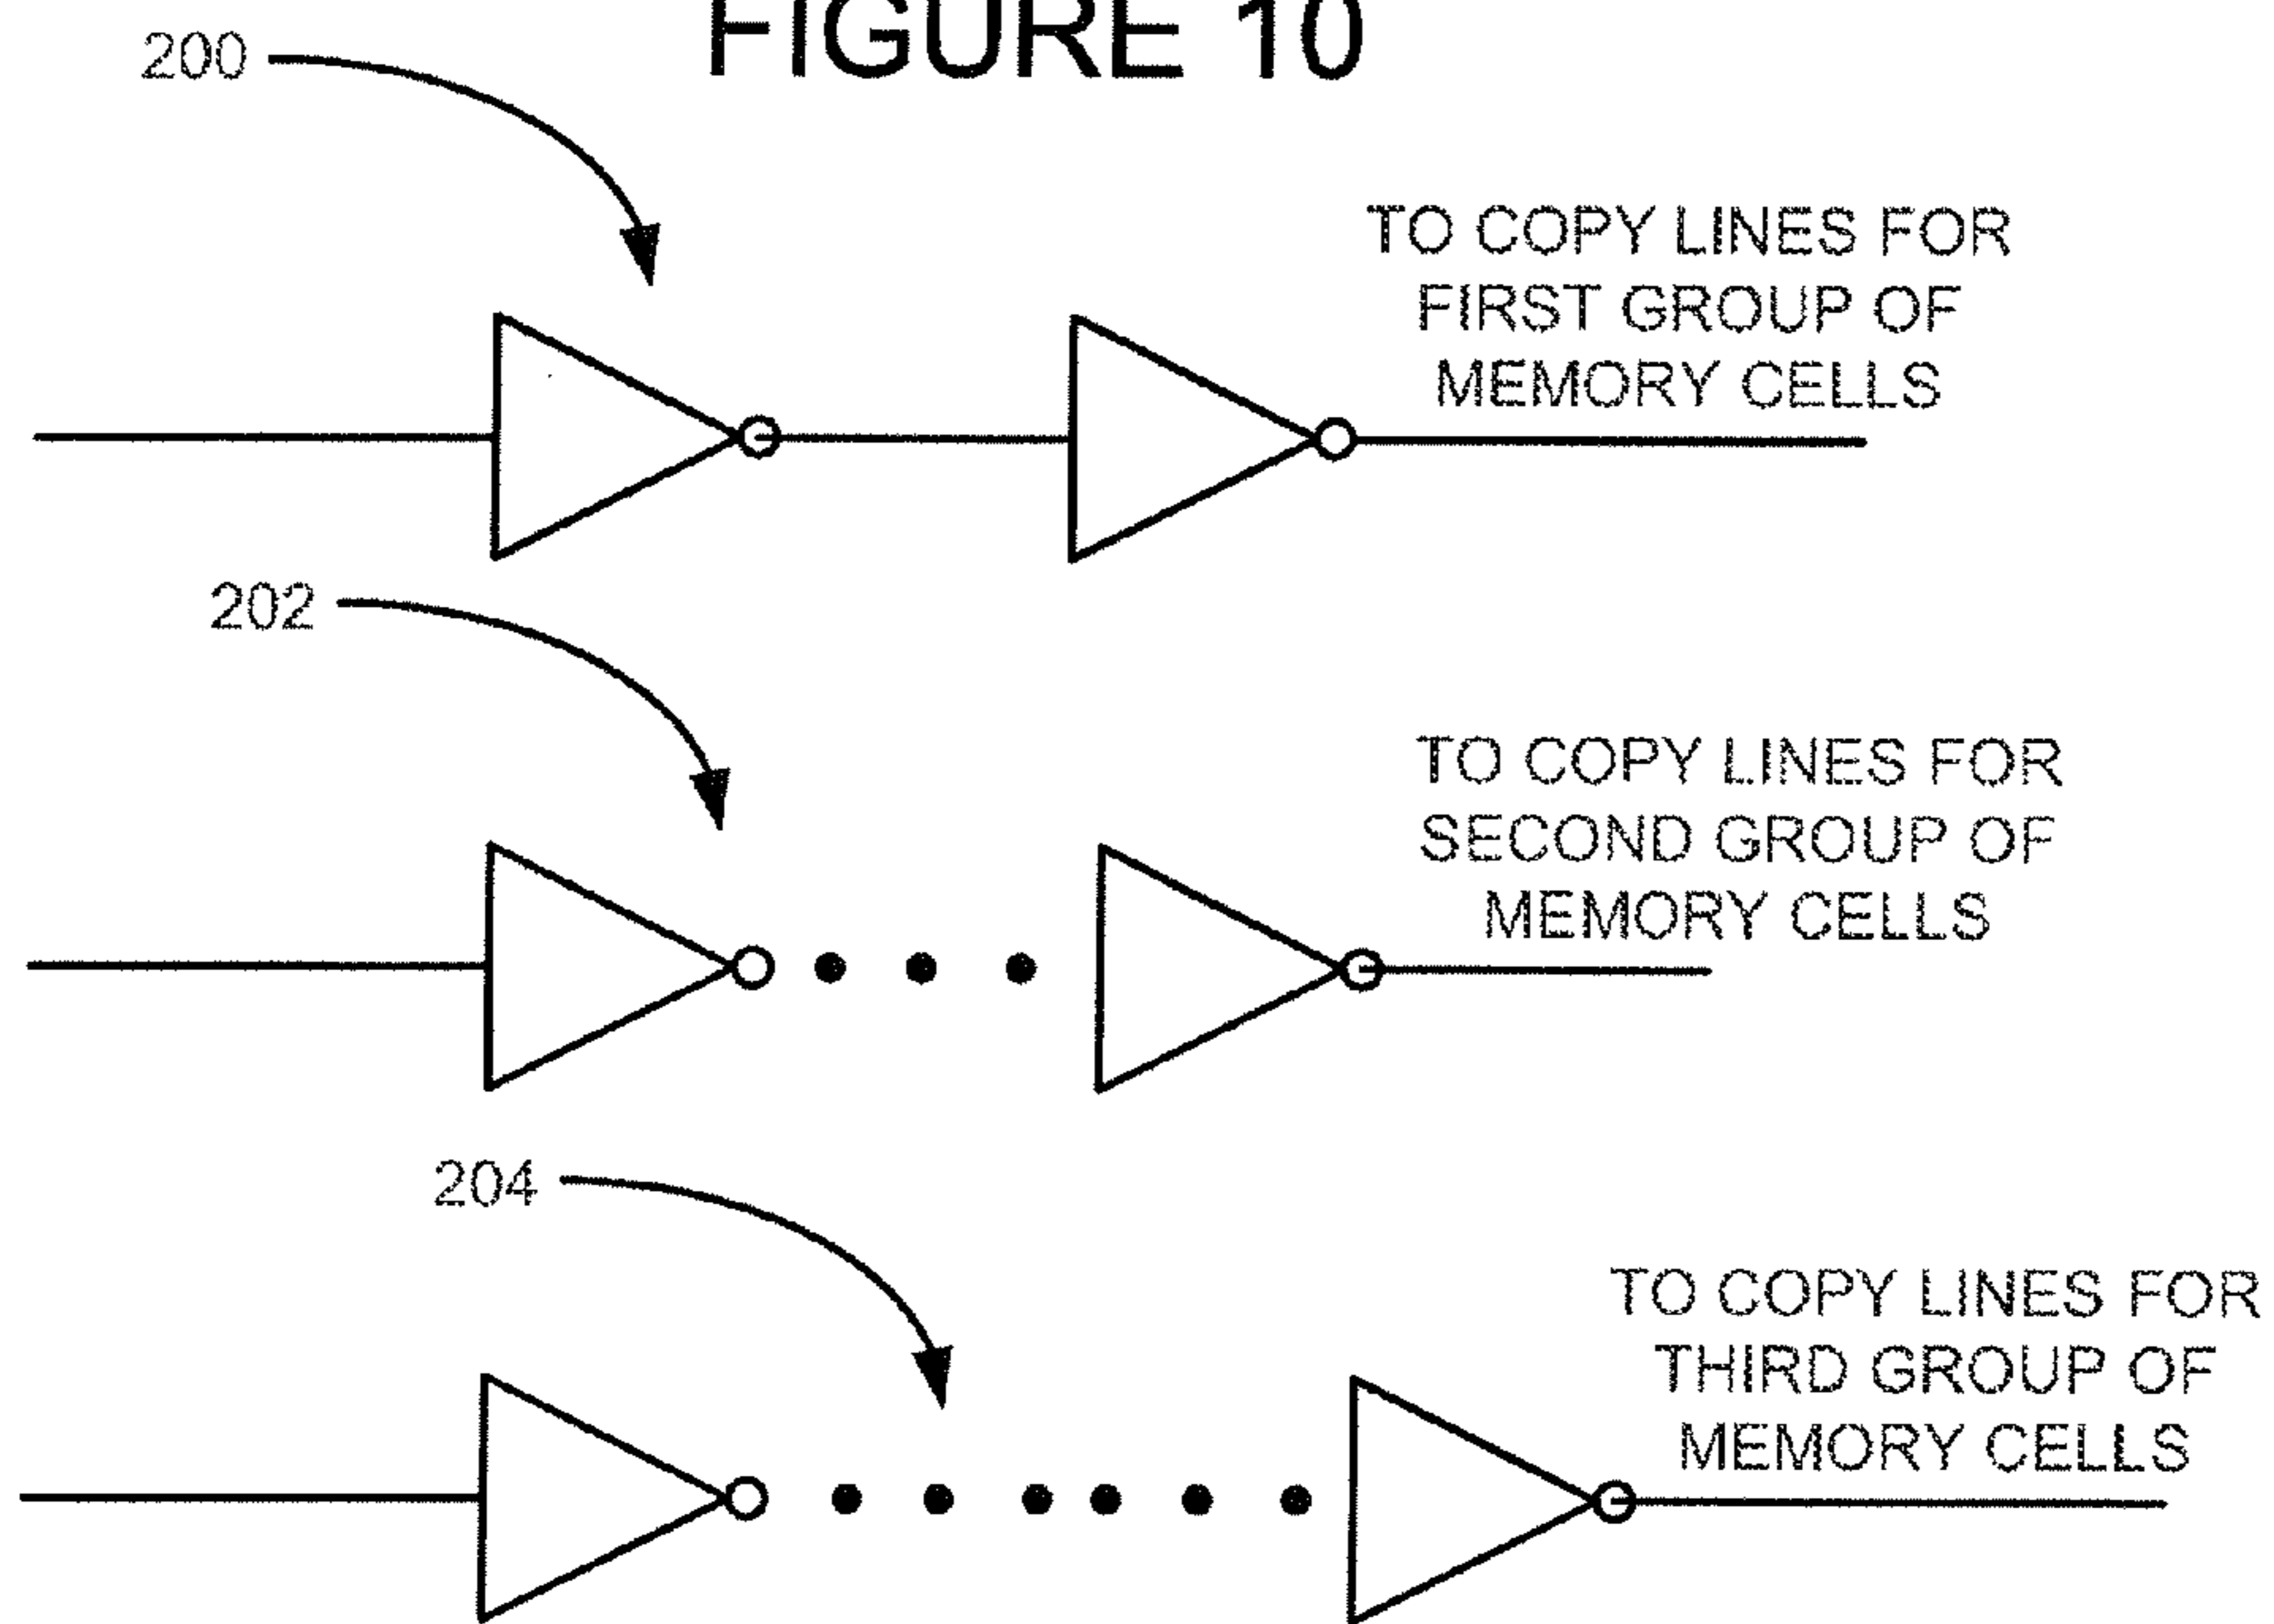 FIGURE 10
200
TO COPY LINES FOR
FIRST GROUP OF
MEMORY CELLS
202
TO COPY LINES FOR
SECOND GROUP OF
MEMORY CELLS
204
TO COPY LINES FOR
THIRD GROUP OF
MEMORY CELLS